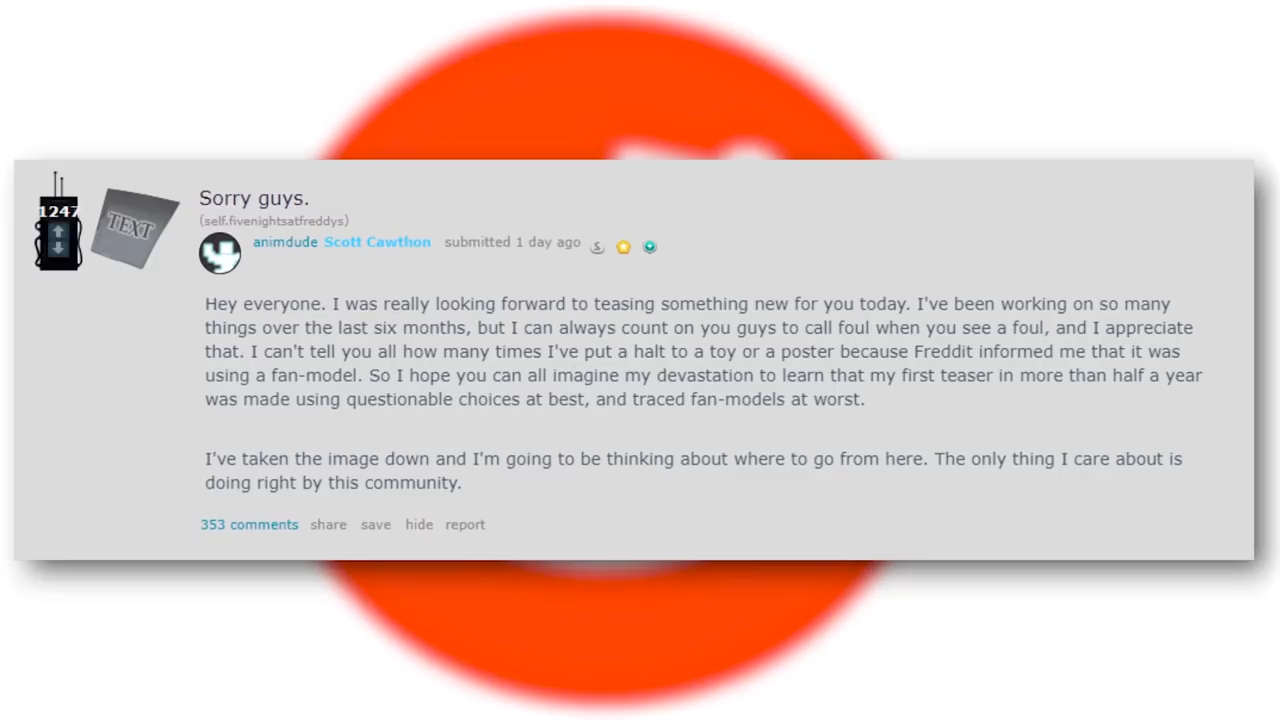 1247
TEXT
Sorry guys.
(self.fivenightsatfreddys)
animdude Scott Cawthon submitted 1 day ago S
Hey everyone. I was really looking forward to teasing something new for you today. I've been working on so many
things over the last six months, but I can always count on you guys to call foul when you see a foul, and I appreciate
that. I can't tell you all how many times I've put a halt to a toy or a poster because Freddit informed me that it was
using a fan-model. So I hope you can all imagine my devastation to learn that my first teaser in more than half a year
was made using questionable choices at best, and traced fan-models at worst.
I've taken the image down and I'm going to be thinking about where to go from here. The only thing I care about is
doing right by this community.
353 comments share save hide report